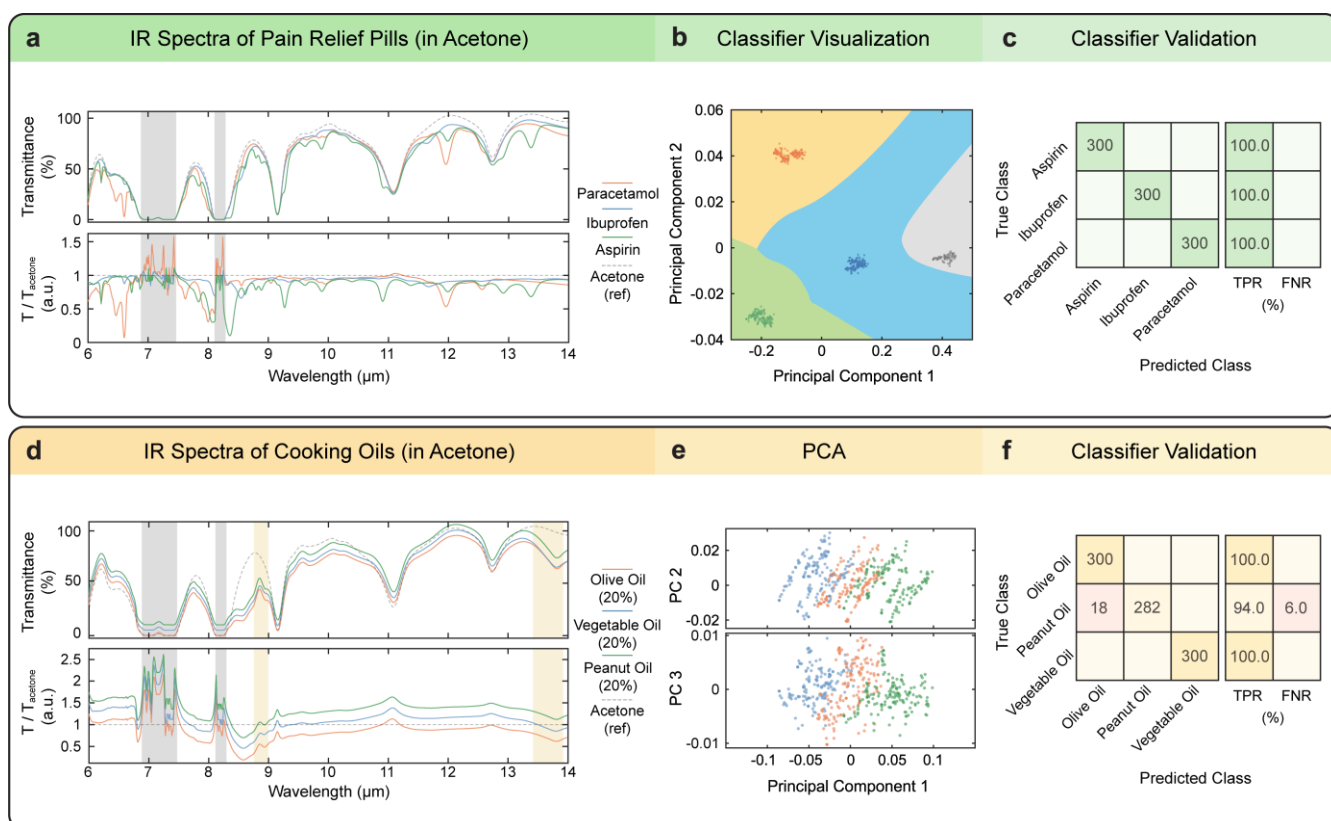 a
IR Spectra of Pain Relief Pills (in Acetone)
b
Classifier Visualization
c
Classifier Validation
Transmittance
(%)
100
50
0
T / Tacetone
(a.u.)
1.5
1
0.5
0
6 7 8 9 10 11 12 13 14
Wavelength (µm)
Paracetamol
Ibuprofen
Aspirin
Acetone
(ref)
Principal Component 2
0.06
0.04
0.02
0
-0.02
-0.04
-0.2 0 0.2 0.4
Principal Component 1
True Class
Aspirin
Ibuprofen
Paracetamol
300 100.0
300 100.0
300 100.0
Aspirin
Ibuprofen
Paracetamol
TPR FNR
(%)
Predicted Class
d
IR Spectra of Cooking Oils (in Acetone)
e
PCA
f
Classifier Validation
Transmittance
(%)
100
50
0
T / Tacetone
(a.u.)
2.5
2
1.5
1
0.5
6 7 8 9 10 11 12 13 14
Wavelength (µm)
Olive Oil
(20%)
Vegetable Oil
(20%)
Peanut Oil
(20%)
Acetone
(ref)
PC 2
0.02
0
-0.02
PC 3
0.01
0
-0.01
-0.1 -0.05 0 0.05 0.1
Principal Component 1
True Class
Olive Oil
Peanut Oil
Vegetable Oil
300 100.0
18 282 94.0 6.0
300 100.0
Olive Oil
Peanut Oil
Vegetable Oil
TPR FNR
(%)
Predicted Class